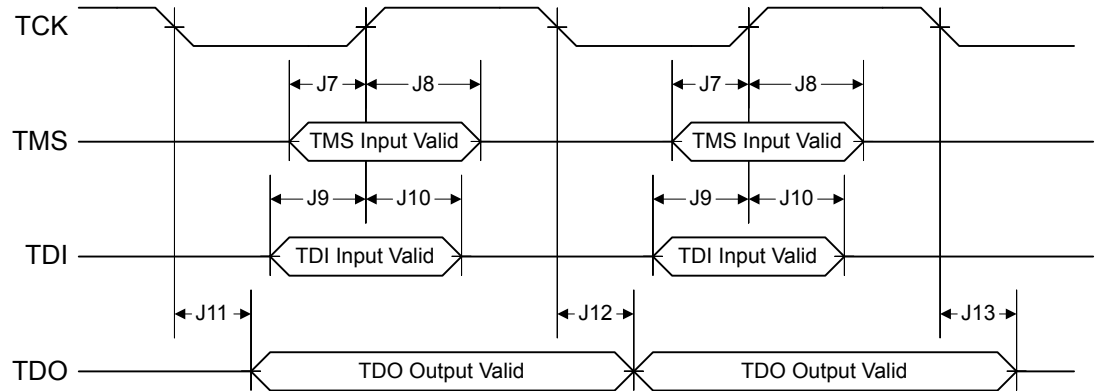 TCK
J7 J8 J7 J8
TMS TMS Input Valid TMS Input Valid
J9 J10 J9 J10
TDI TDI Input Valid TDI Input Valid
J11 J12 J13
TDO TDO Output Valid TDO Output Valid